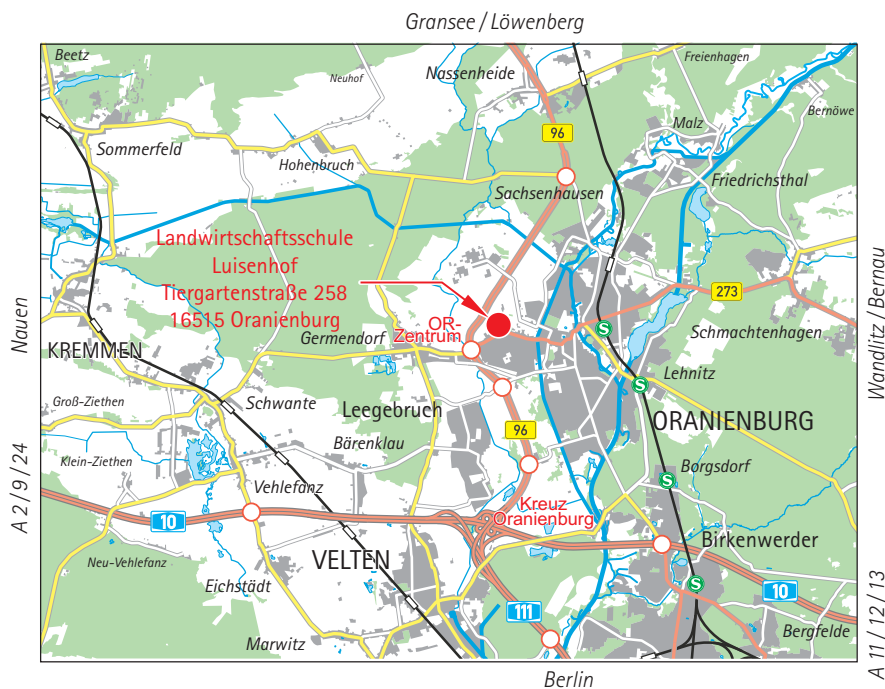 Gransee / Löwenberg
Beetz
Neuhof
Nassenheide
Freienhagen
Bernöwe
96
Malz
Sommerfeld
Hohenbruch
Sachsenhausen
Friedrichsthal
Landwirtschaftsschule
Luisenhof
Tiergartenstraße 258
16515 Oranienburg
OR-
Zentrum
273
Germendorf
Schmachtenhagen
S
Nauen
Wandlitz / Bernau
KREMMEN
Lehnitz
S
Groß-Ziethen
Schwante
Leegebruch
ORANIENBURG
96
Bärenklau
Klein-Ziethen
Borgsdorf
S
Vehlefanz
Kreuz
Oranienburg
10
A 2 / 9 / 24
Birkenwerder
VELTEN
Neu-Vehlefanz
Eichstädt
S
10
111
Marwitz
Bergfelde
A 11 / 12 / 13
Berlin